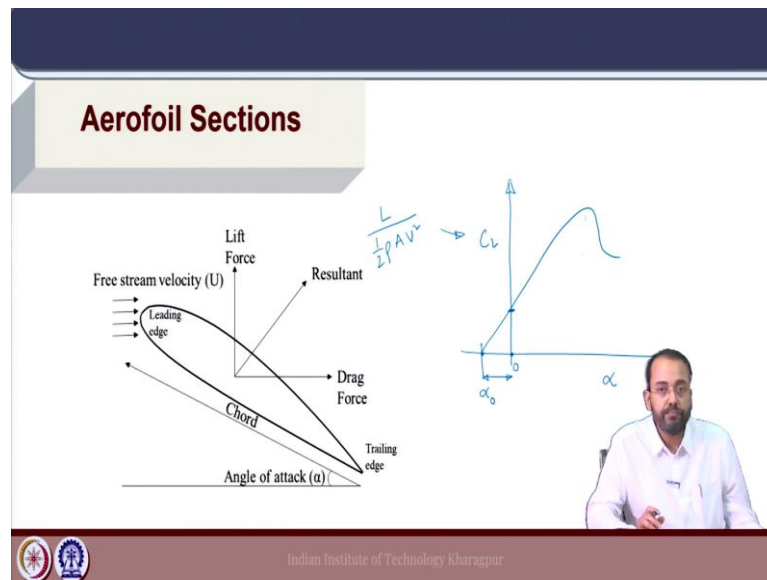 Aerofoil Sections
Lift
Force
Free stream velocity (U)
Resultant
Leading
edge
Drag
Force
Chord
Trailing
edge
Angle of attack (α)
L
½ρAV²
C_L
α₀
0
α
Indian Institute of Technology Kharagpur